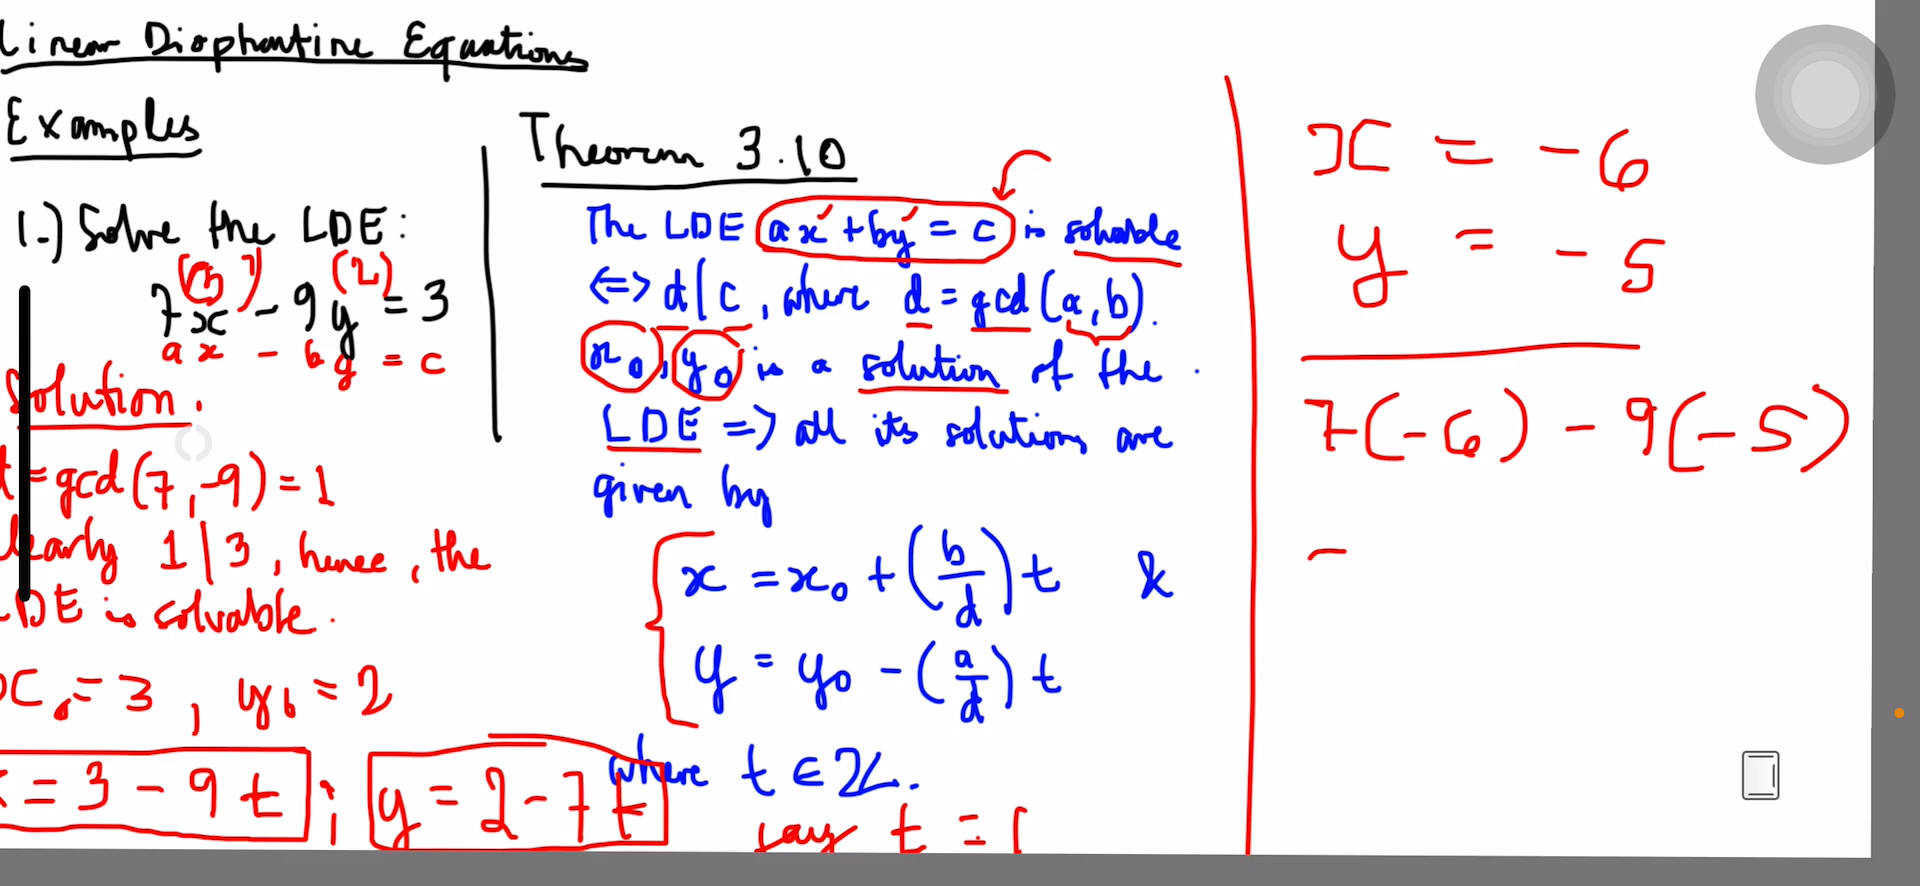 Linear Diophantine Equations
Examples
1.) Solve the LDE:
(3) (2)
7x - 9y = 3
ax - by = c
Solution.
d = gcd(7,-9) = 1
Clearly 1|3, hence, the
LDE is solvable.
x₀ = 3, y₀ = 2
x = 3 - 9t ; y = 2 - 7t
Theorem 3.10
The LDE ax + by = c is solvable
<=> d|c, where d = gcd(a,b).
x₀, y₀ is a solution of the
LDE => all its solutions are
given by
x = x₀ + (b/d)t &
y = y₀ - (a/d)t
where t ∈ ℤ.
say t = 1
x = -6
y = -5
7(-6) - 9(-5)